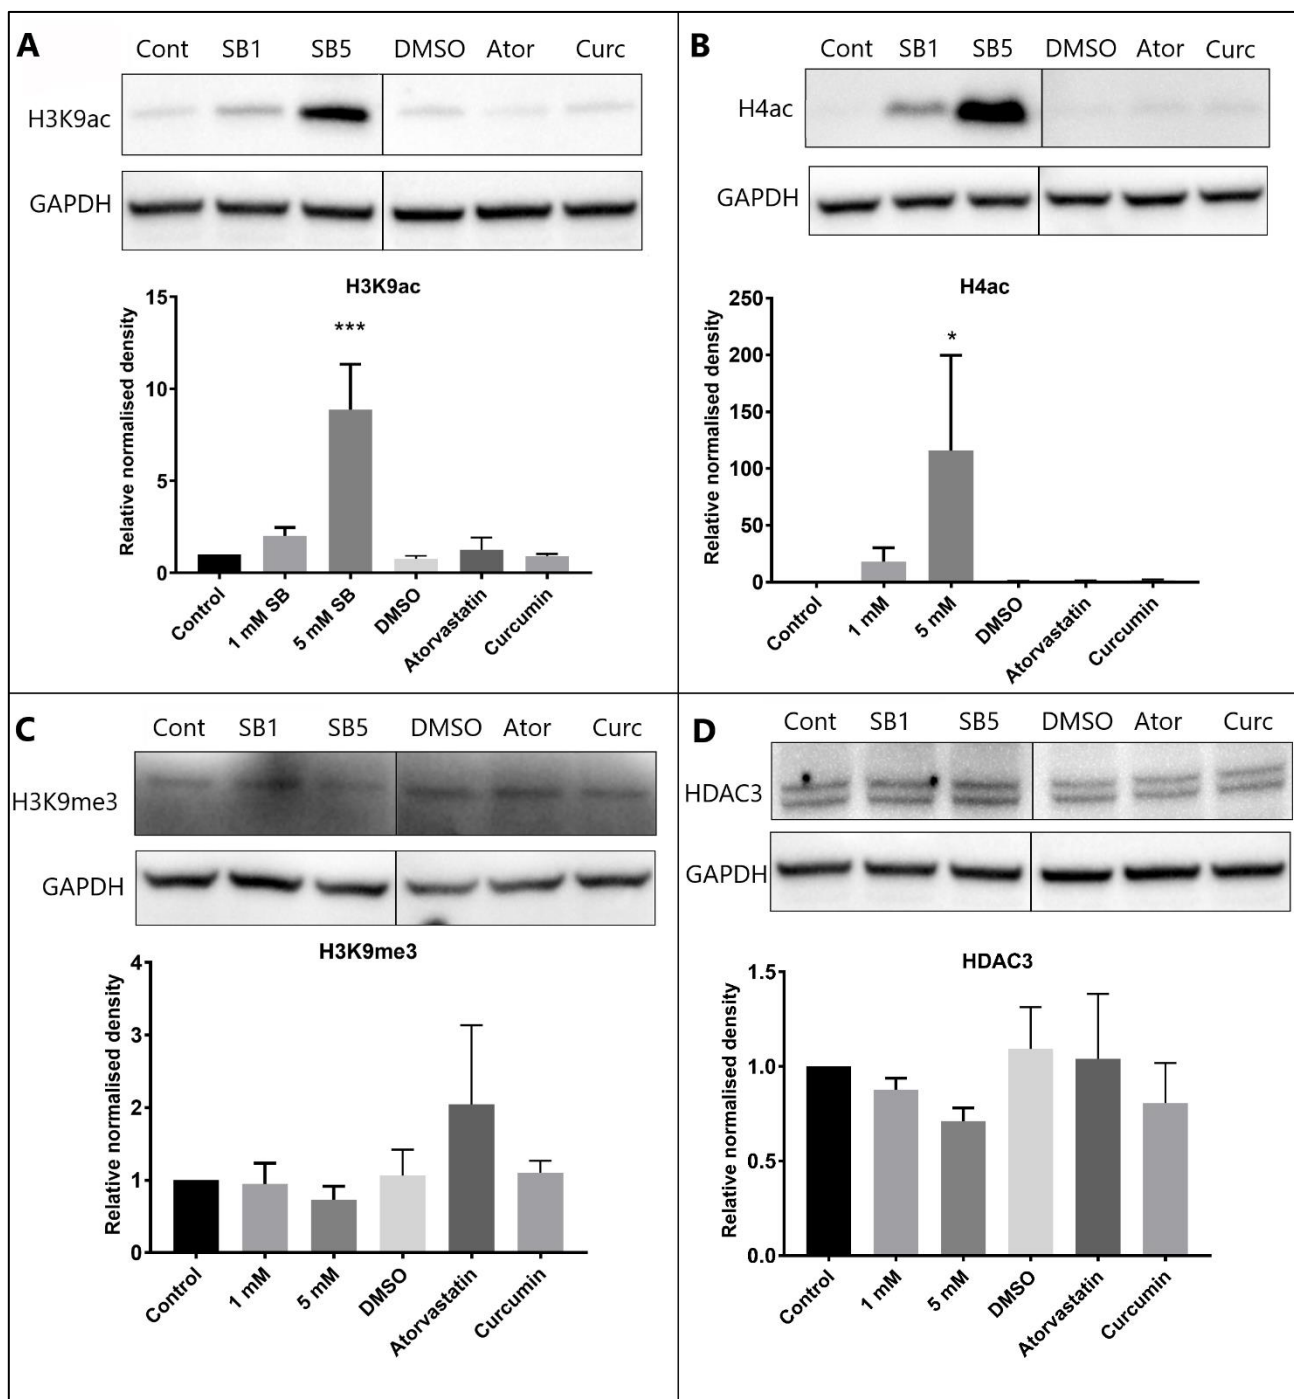 A
Cont SB1 SB5 DMSO Ator Curc
H3K9ac
GAPDH
H3K9ac
Relative normalised density
15
***
10
5
0
Control
1 mM SB
5 mM SB
DMSO
Atorvastatin
Curcumin
B
Cont SB1 SB5 DMSO Ator Curc
H4ac
GAPDH
H4ac
Relative normalised density
250
200
*
150
100
50
0
Control
1 mM
5 mM
DMSO
Atorvastatin
Curcumin
C
Cont SB1 SB5 DMSO Ator Curc
H3K9me3
GAPDH
H3K9me3
Relative normalised density
4
3
2
1
0
Control
1 mM
5 mM
DMSO
Atorvastatin
Curcumin
D
Cont SB1 SB5 DMSO Ator Curc
HDAC3
GAPDH
HDAC3
Relative normalised density
1.5
1.0
0.5
0.0
Control
1 mM
5 mM
DMSO
Atorvastatin
Curcumin